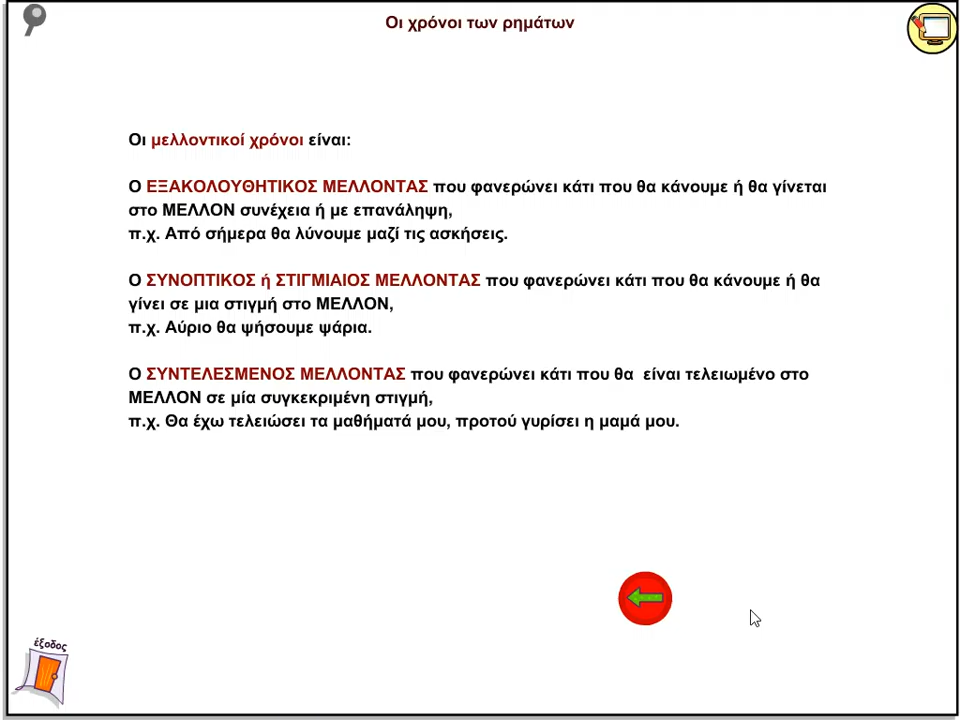 Οι χρόνοι των ρημάτων
Οι μελλοντικοί χρόνοι είναι:
Ο ΕΞΑΚΟΛΟΥΘΗΤΙΚΟΣ ΜΕΛΛΟΝΤΑΣ που φανερώνει κάτι που θα κάνουμε ή θα γίνεται
στο ΜΕΛΛΟΝ συνέχεια ή με επανάληψη,
π.χ. Από σήμερα θα λύνουμε μαζί τις ασκήσεις.
Ο ΣΥΝΟΠΤΙΚΟΣ ή ΣΤΙΓΜΙΑΙΟΣ ΜΕΛΛΟΝΤΑΣ που φανερώνει κάτι που θα κάνουμε ή θα
γίνει σε μια στιγμή στο ΜΕΛΛΟΝ,
π.χ. Αύριο θα ψήσουμε ψάρια.
Ο ΣΥΝΤΕΛΕΣΜΕΝΟΣ ΜΕΛΛΟΝΤΑΣ που φανερώνει κάτι που θα  είναι τελειωμένο στο
ΜΕΛΛΟΝ σε μία συγκεκριμένη στιγμή,
π.χ. Θα έχω τελειώσει τα μαθήματά μου, προτού γυρίσει η μαμά μου.
έξοδος